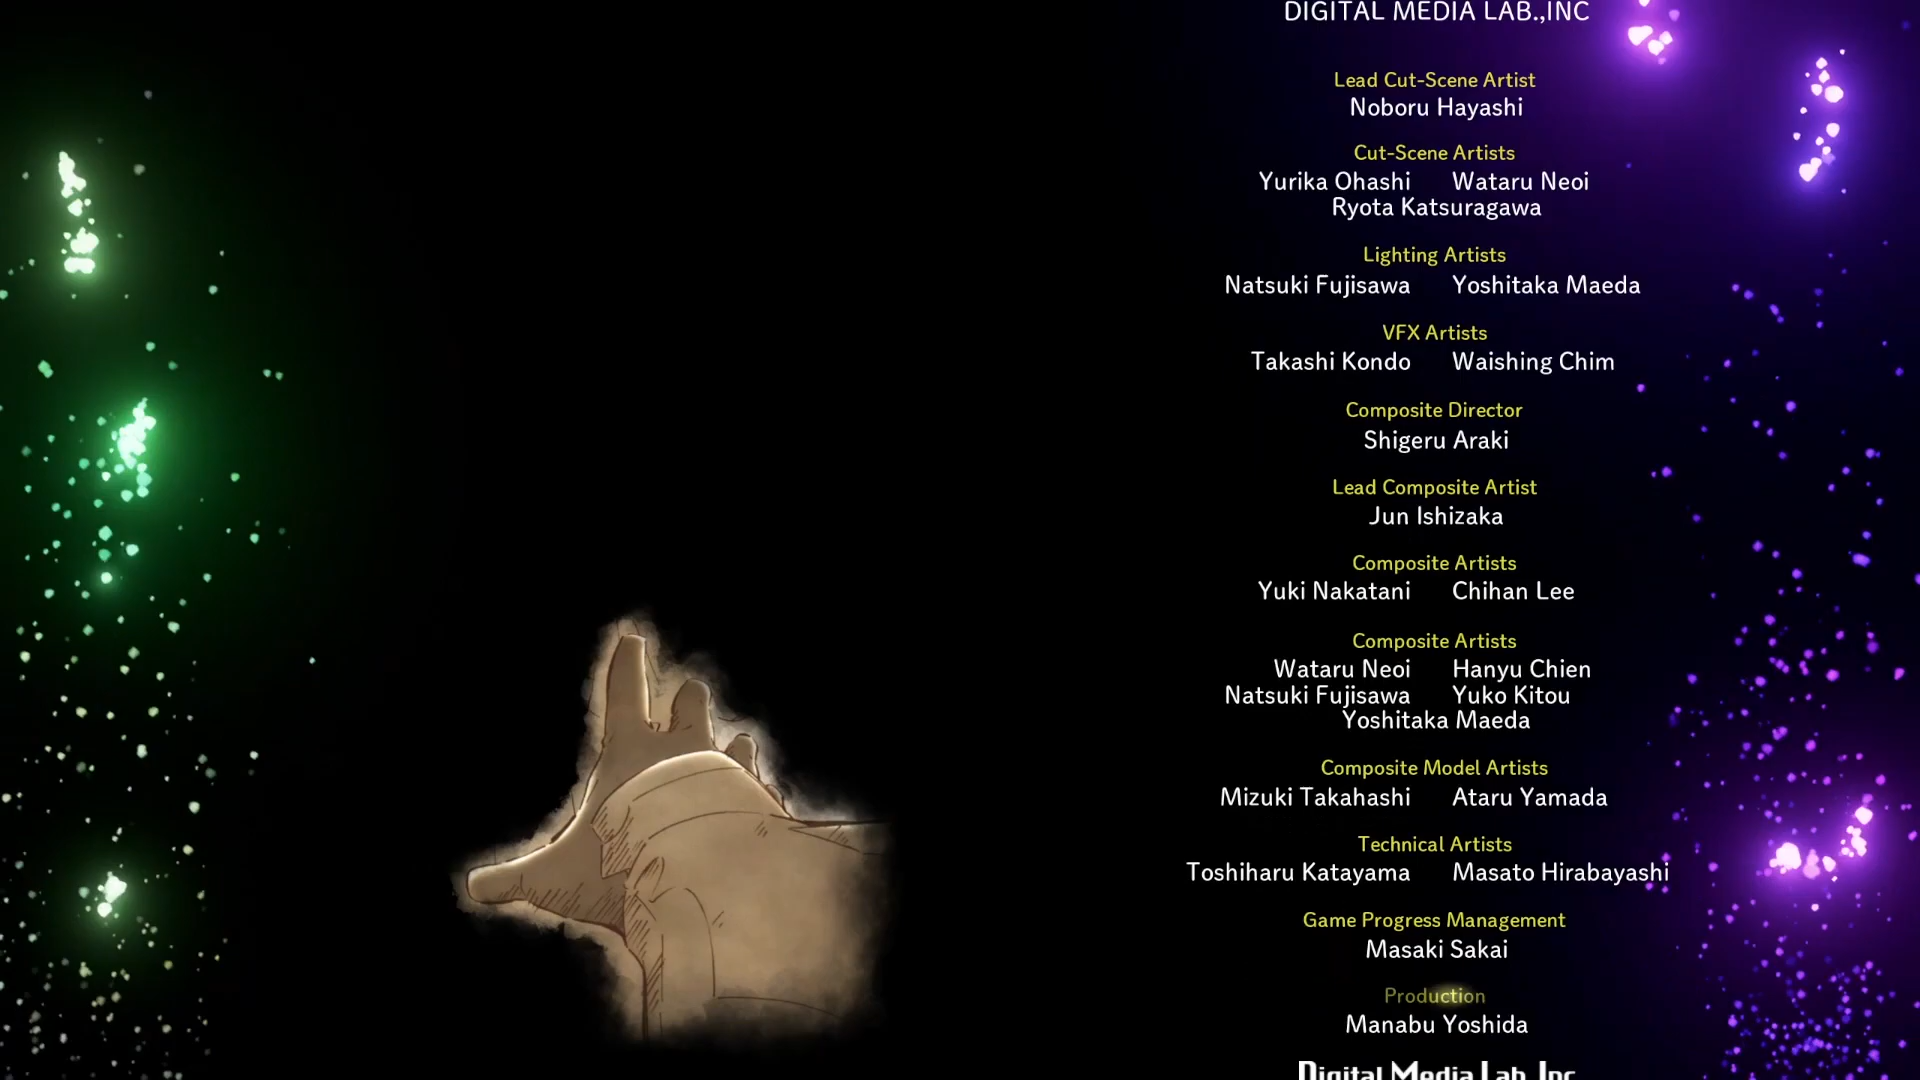 DIGITAL MEDIA LAB.,INC
Lead Cut-Scene Artist
Noboru Hayashi
Cut-Scene Artists
Yurika Ohashi Wataru Neoi
Ryota Katsuragawa
Lighting Artists
Natsuki Fujisawa Yoshitaka Maeda
VFX Artists
Takashi Kondo Waishing Chim
Composite Director
Shigeru Araki
Lead Composite Artist
Jun Ishizaka
Composite Artists
Yuki Nakatani Chihan Lee
Composite Artists
Wataru Neoi Hanyu Chien
Natsuki Fujisawa Yuko Kitou
Yoshitaka Maeda
Composite Model Artists
Mizuki Takahashi Ataru Yamada
Technical Artists
Toshiharu Katayama Masato Hirabayashi
Game Progress Management
Masaki Sakai
Production
Manabu Yoshida
Digital Media Lab. Inc